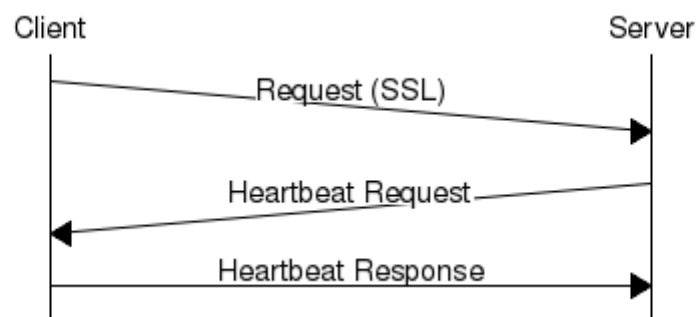 Client
Server
Request (SSL)
Heartbeat Request
Heartbeat Response